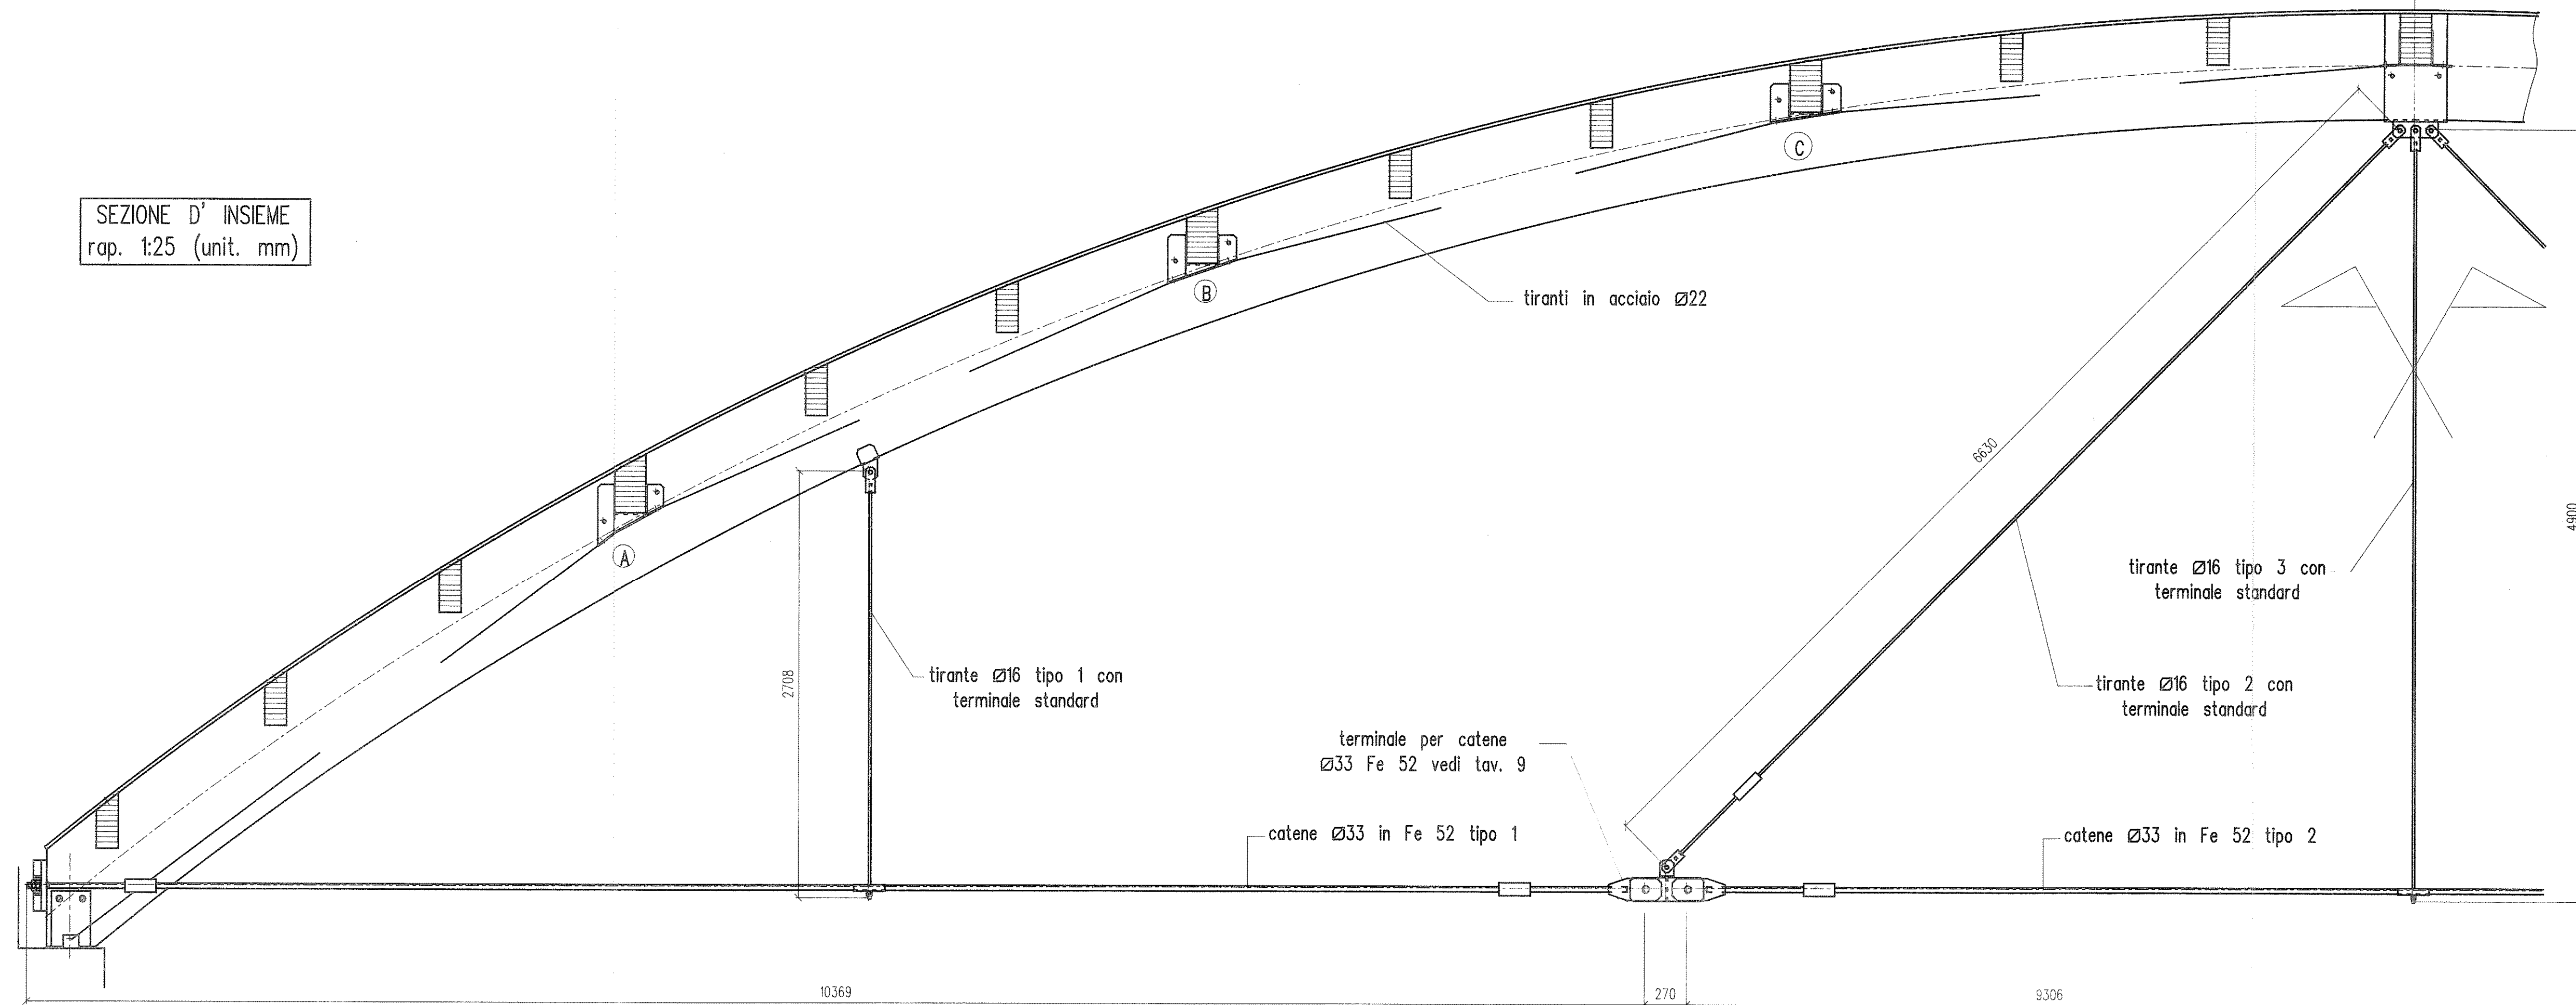 SEZIONE D' INSIEME
rap. 1:25 (unit. mm)
C
B
tiranti in acciaio Ø22
6630
4900
A
tirante Ø16 tipo 3 con
terminale standard
2708
tirante Ø16 tipo 1 con
terminale standard
tirante Ø16 tipo 2 con
terminale standard
terminale per catene
Ø33 Fe 52 vedi tav. 9
catene Ø33 in Fe 52 tipo 1
catene Ø33 in Fe 52 tipo 2
10369
270
9306